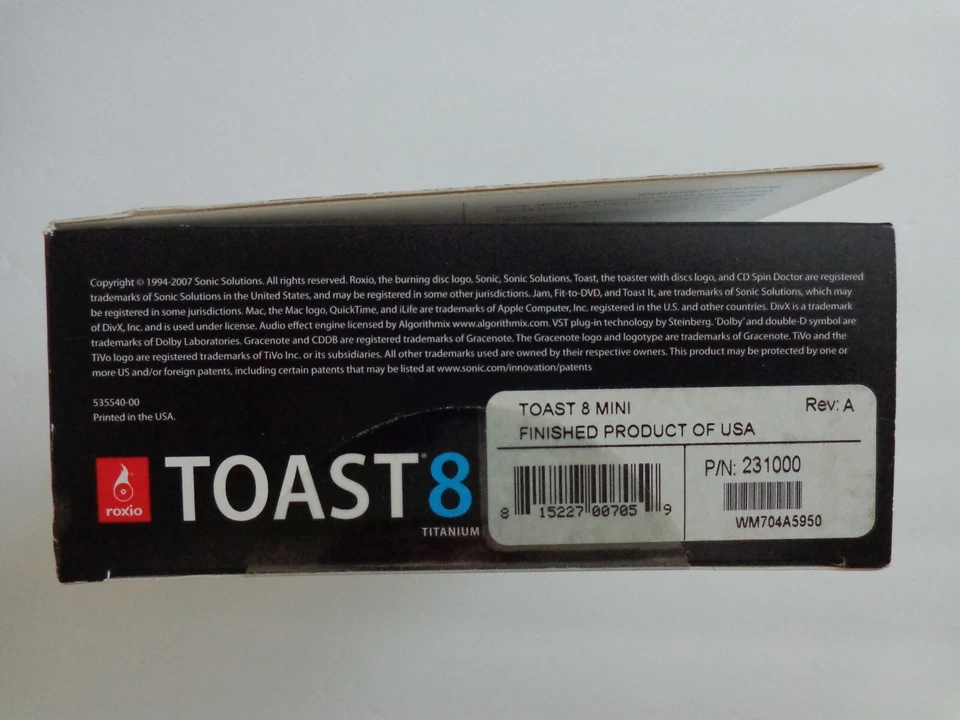 Copyright © 1994-2007 Sonic Solutions. All rights reserved. Roxio, the burning disc logo, Sonic, Sonic Solutions, Toast, the toaster with discs logo, and CD Spin Doctor are registered
trademarks of Sonic Solutions in the United States, and may be registered in some other jurisdictions. Jam, Fit-to-DVD, and Toast It, are trademarks of Sonic Solutions, which may
be registered in some jurisdictions. Mac, the Mac logo, QuickTime, and iLife are trademarks of Apple Computer, Inc. registered in the U.S. and other countries. DivX is a trademark
of DivX, Inc. and is used under license. Audio effect engine licensed by Algorithmix www.algorithmix.com. VST plug-in technology by Steinberg. 'Dolby' and double-D symbol are
trademarks of Dolby Laboratories. Gracenote and CDDB are registered trademarks of Gracenote. The Gracenote logo and logotype are trademarks of Gracenote. TiVo and the
TiVo logo are registered trademarks of TiVo Inc. or its subsidiaries. All other trademarks used are owned by their respective owners. This product may be protected by one or
more US and/or foreign patents, including certain patents that may be listed at www.sonic.com/innovation/patents
535540-00
Printed in the USA.
roxio
TOAST® 8
TITANIUM
TOAST 8 MINI Rev: A
FINISHED PRODUCT OF USA
8 15227 00705 9
P/N: 231000
WM704A5950